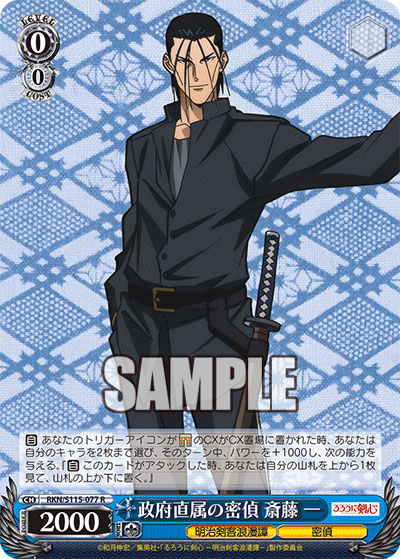 LEVEL
0
0
COST
SAMPLE
【自】 あなたのトリガーアイコンが のCXがCX置場に置かれた時、あなたは
自分のキャラを2枚まで選び、そのターン中、パワーを+1000し、次の能力を
与える。『【自】 このカードがアタックした時、あなたは自分の山札を上から1枚
見て、山札の上か下に置く。』
CH RKN/S115-077 R
2000
政府直属の密偵 斎藤 一
るろうに剣心
明治剣客浪漫譚
密偵
©和月伸宏/集英社・「るろうに剣心 -明治剣客浪漫譚-」製作委員会